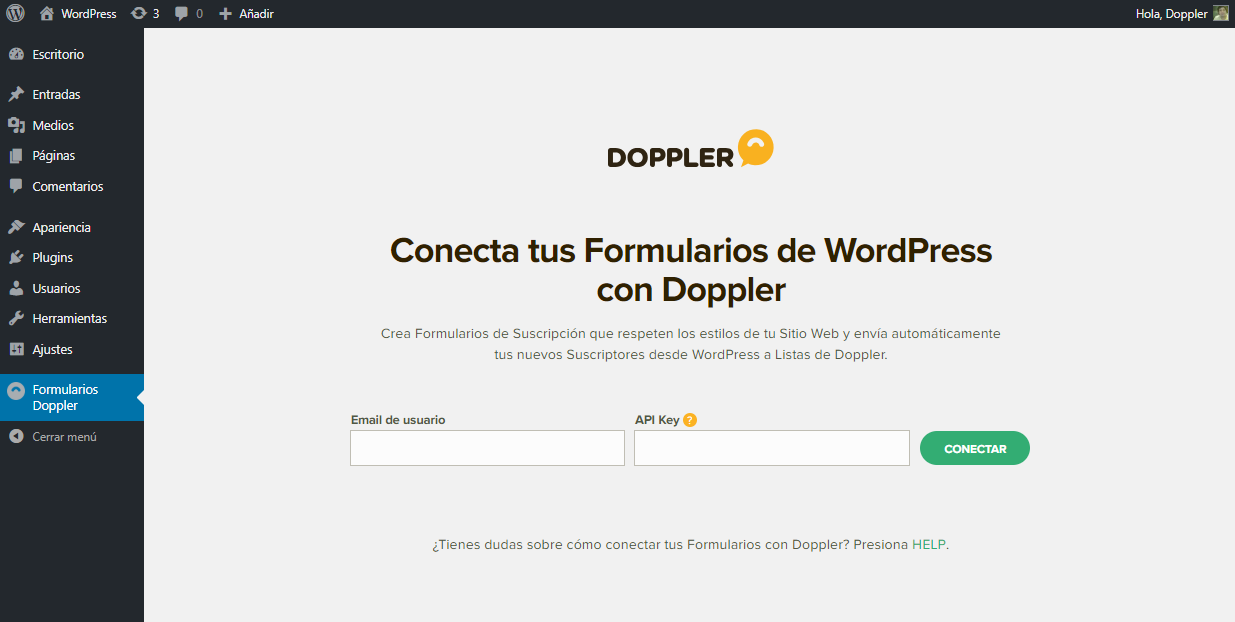 WordPress 3 0 Añadir Hola, Doppler
Escritorio
Entradas
Medios
Páginas
Comentarios
Apariencia
Plugins
Usuarios
Herramientas
Ajustes
Formularios
Doppler
Cerrar menú
DOPPLER
Conecta tus Formularios de WordPress
con Doppler
Crea Formularios de Suscripción que respeten los estilos de tu Sitio Web y envía automáticamente
tus nuevos Suscriptores desde WordPress a Listas de Doppler.
Email de usuario API Key ?
CONECTAR
¿Tienes dudas sobre cómo conectar tus Formularios con Doppler? Presiona HELP.